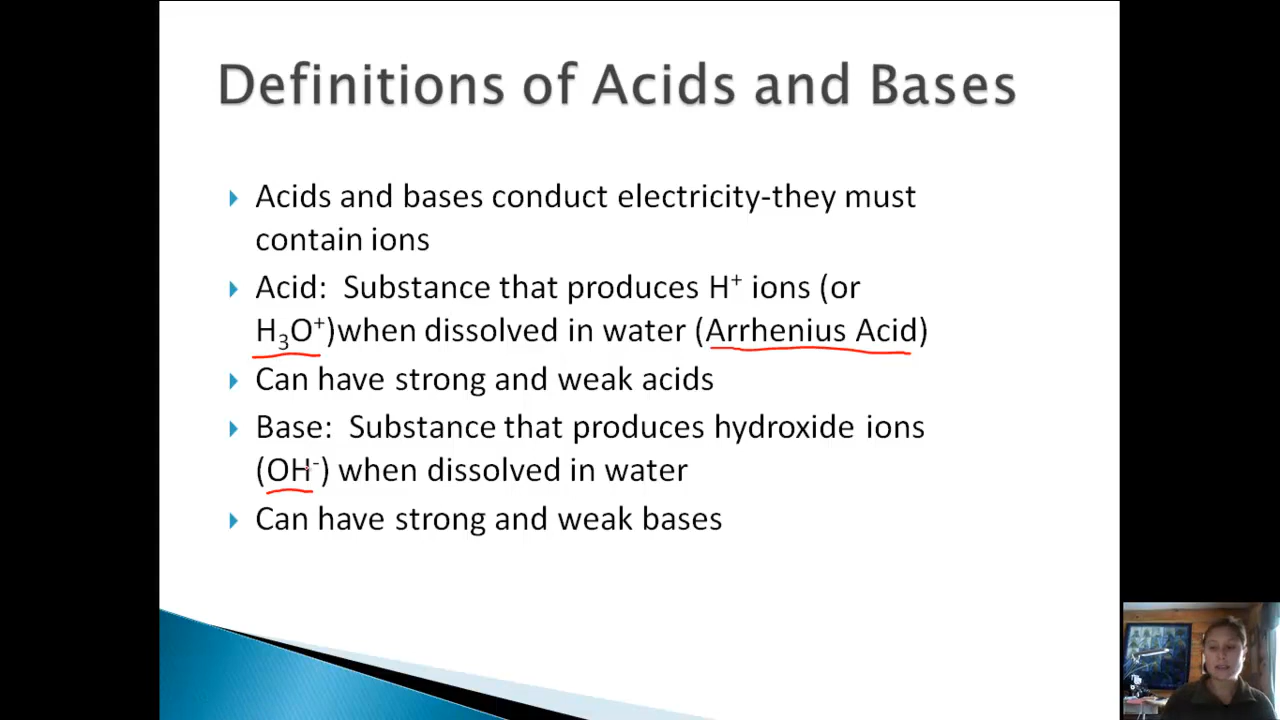 Definitions of Acids and Bases
Acids and bases conduct electricity-they must
contain ions
Acid:  Substance that produces H⁺ ions (or
H₃O⁺)when dissolved in water (Arrhenius Acid)
Can have strong and weak acids
Base:  Substance that produces hydroxide ions
(OH⁻) when dissolved in water
Can have strong and weak bases